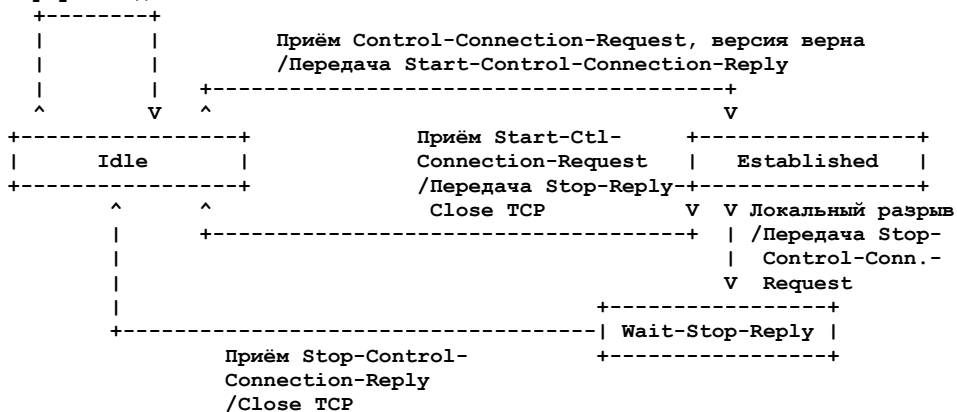 Приём Control-Connection-Request, версия верна
/Передача Start-Control-Connection-Reply
Idle
Приём Start-Ctl-
Connection-Request
/Передача Stop-Reply
Close TCP
Established
Локальный разрыв
/Передача Stop-
Control-Conn.-
Request
Wait-Stop-Reply
Приём Stop-Control-
Connection-Reply
/Close TCP